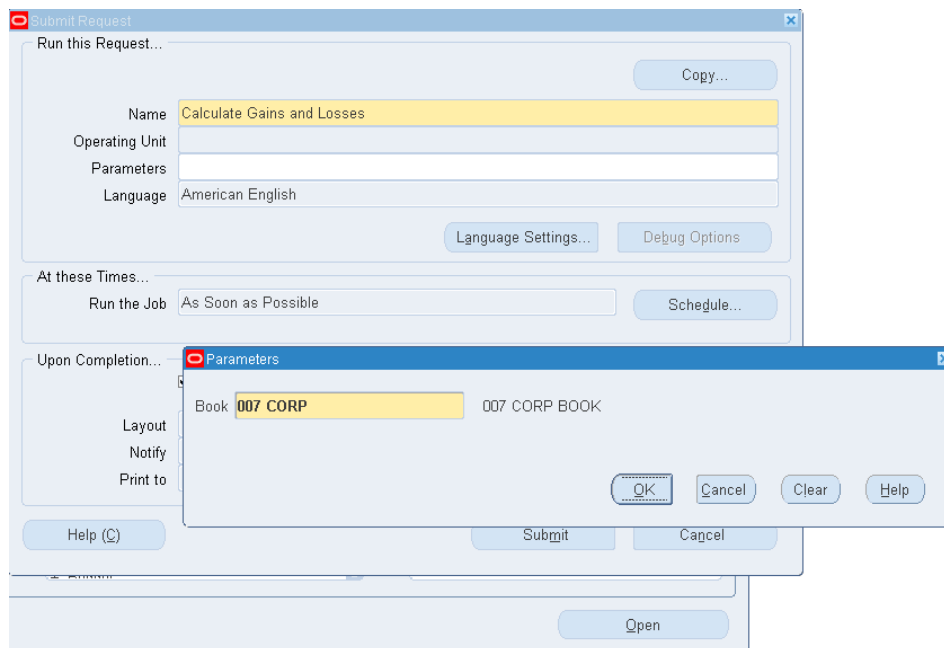 Submit Request
Run this Request...
Copy...
Name Calculate Gains and Losses
Operating Unit
Parameters
Language American English
Language Settings... Debug Options
At these Times...
Run the Job As Soon as Possible Schedule...
Upon Completion...
Parameters
Book 007 CORP 007 CORP BOOK
Layout
Notify
Print to
OK Cancel Clear Help
Help (C) Submit Cancel
Open